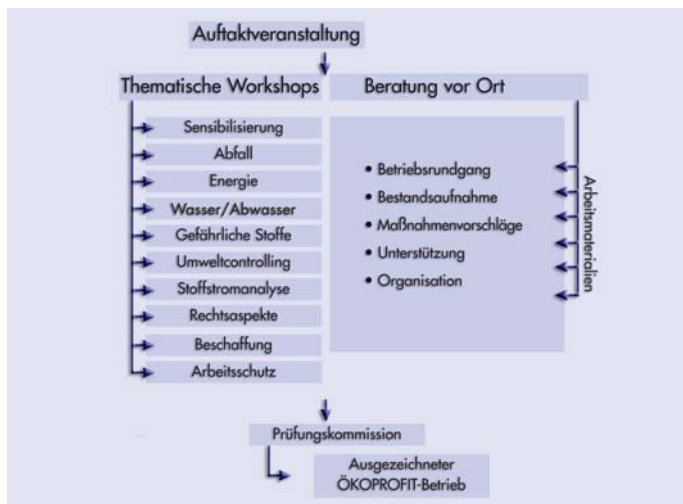 Auftaktveranstaltung
Thematische Workshops
Sensibilisierung
Abfall
Energie
Wasser/Abwasser
Gefährliche Stoffe
Umweltcontrolling
Stoffstromanalyse
Rechtsaspekte
Beschaffung
Arbeitsschutz
Beratung vor Ort
• Betriebsrundgang
• Bestandsaufnahme
• Maßnahmenvorschläge
• Unterstützung
• Organisation
Arbeitsmaterialien
Prüfungskommission
Ausgezeichneter
ÖKOPROFIT-Betrieb